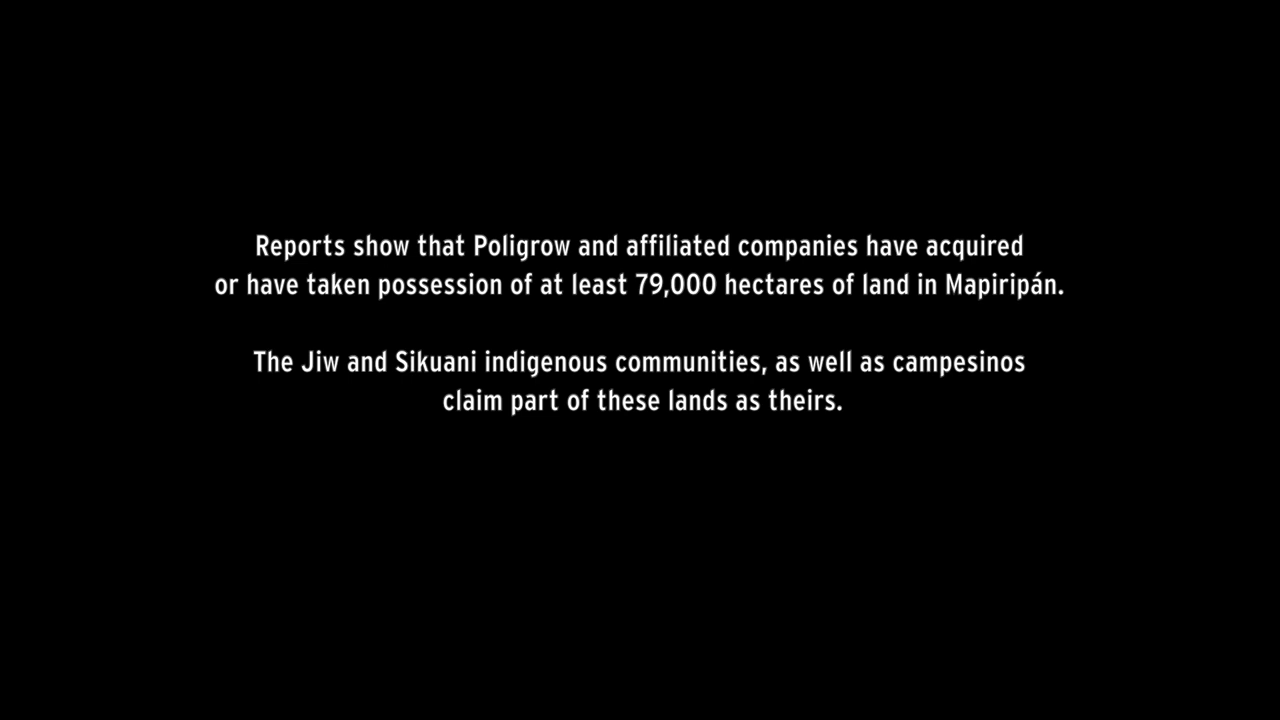 Reports show that Poligrow and affiliated companies have acquired
or have taken possession of at least 79,000 hectares of land in Mapiripán.
The Jiw and Sikuani indigenous communities, as well as campesinos
claim part of these lands as theirs.